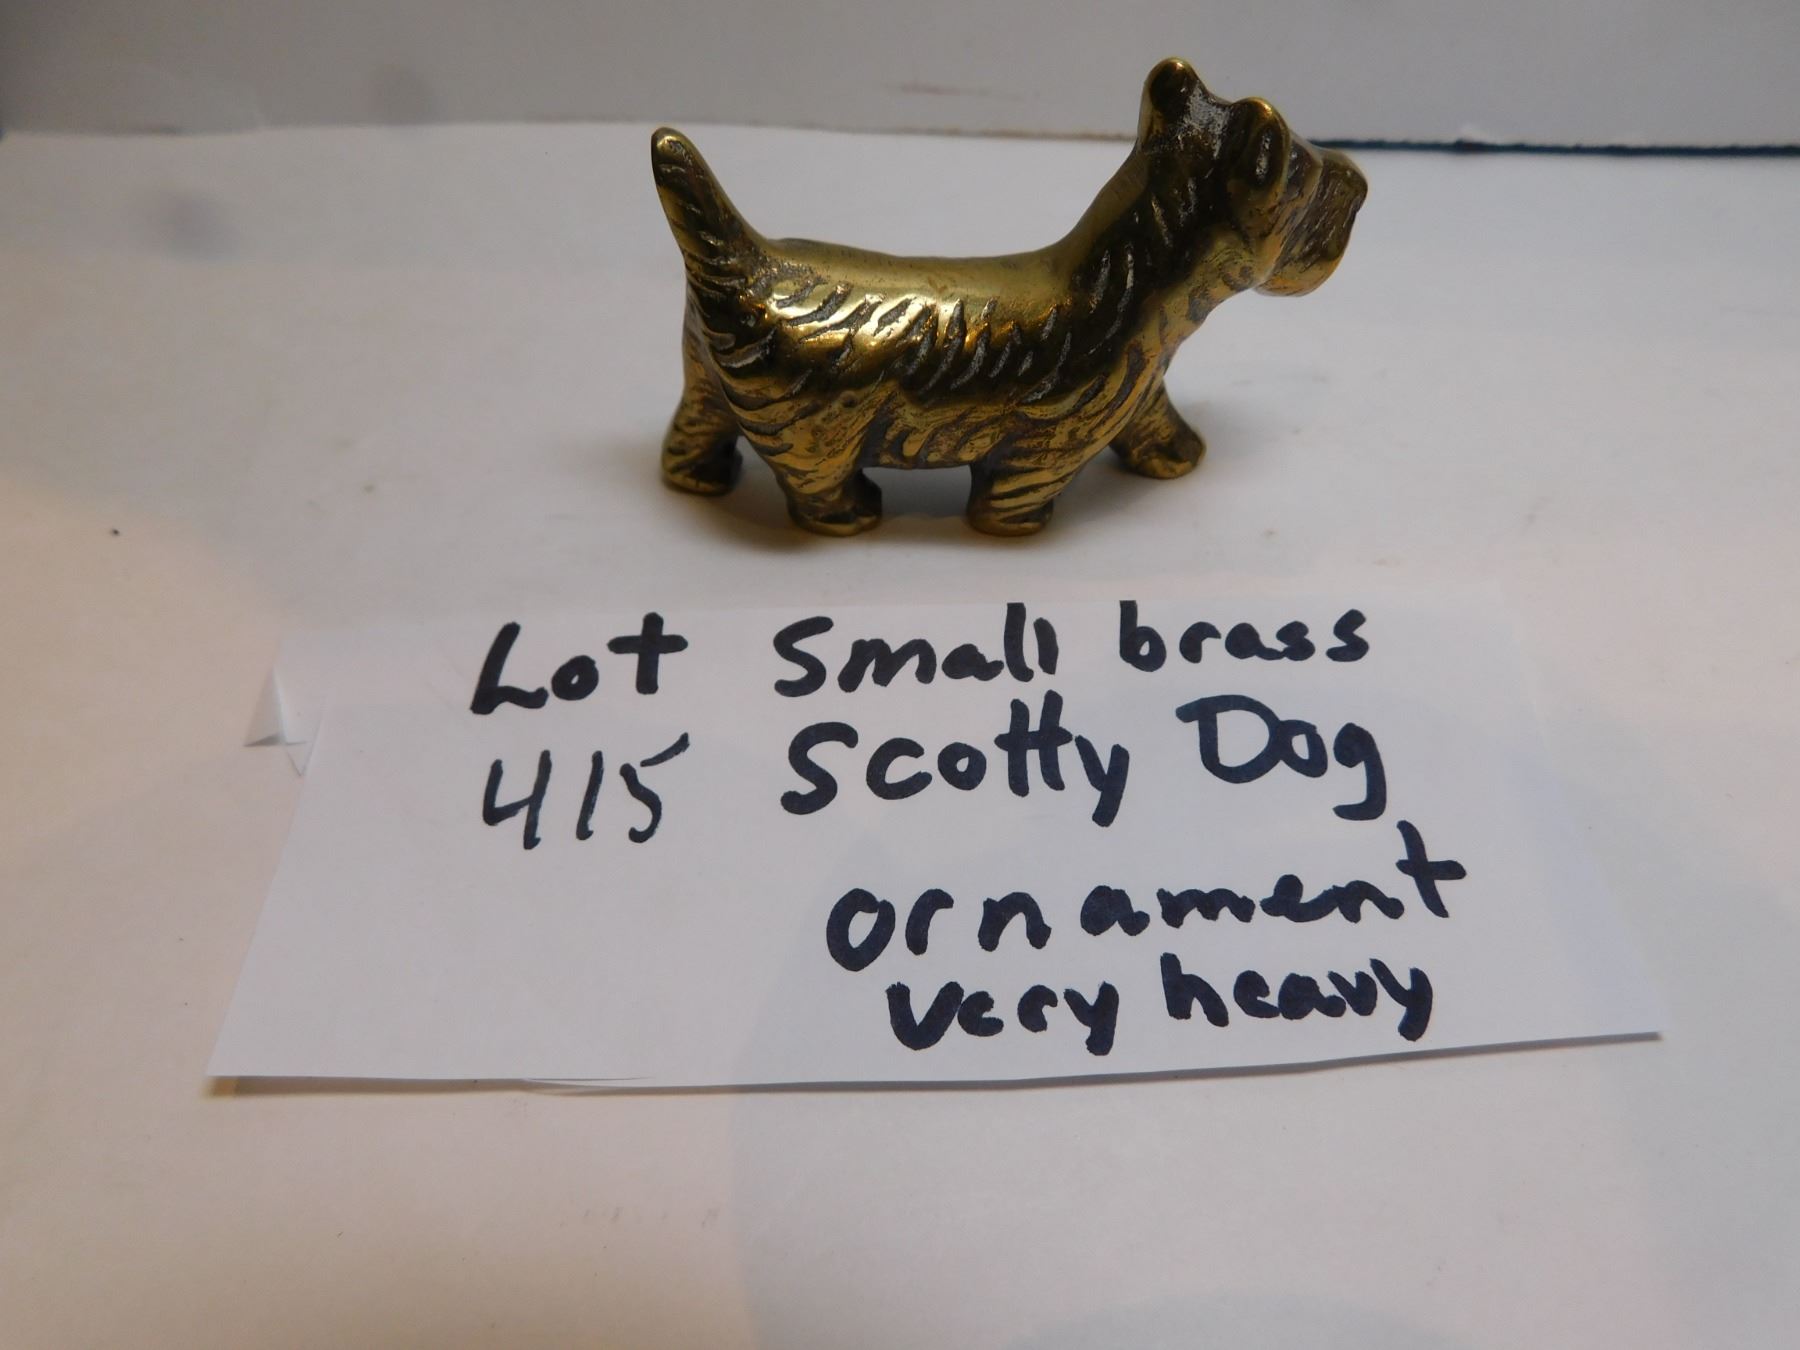 Lot Small brass
415 Scotty Dog
ornament
very heavy